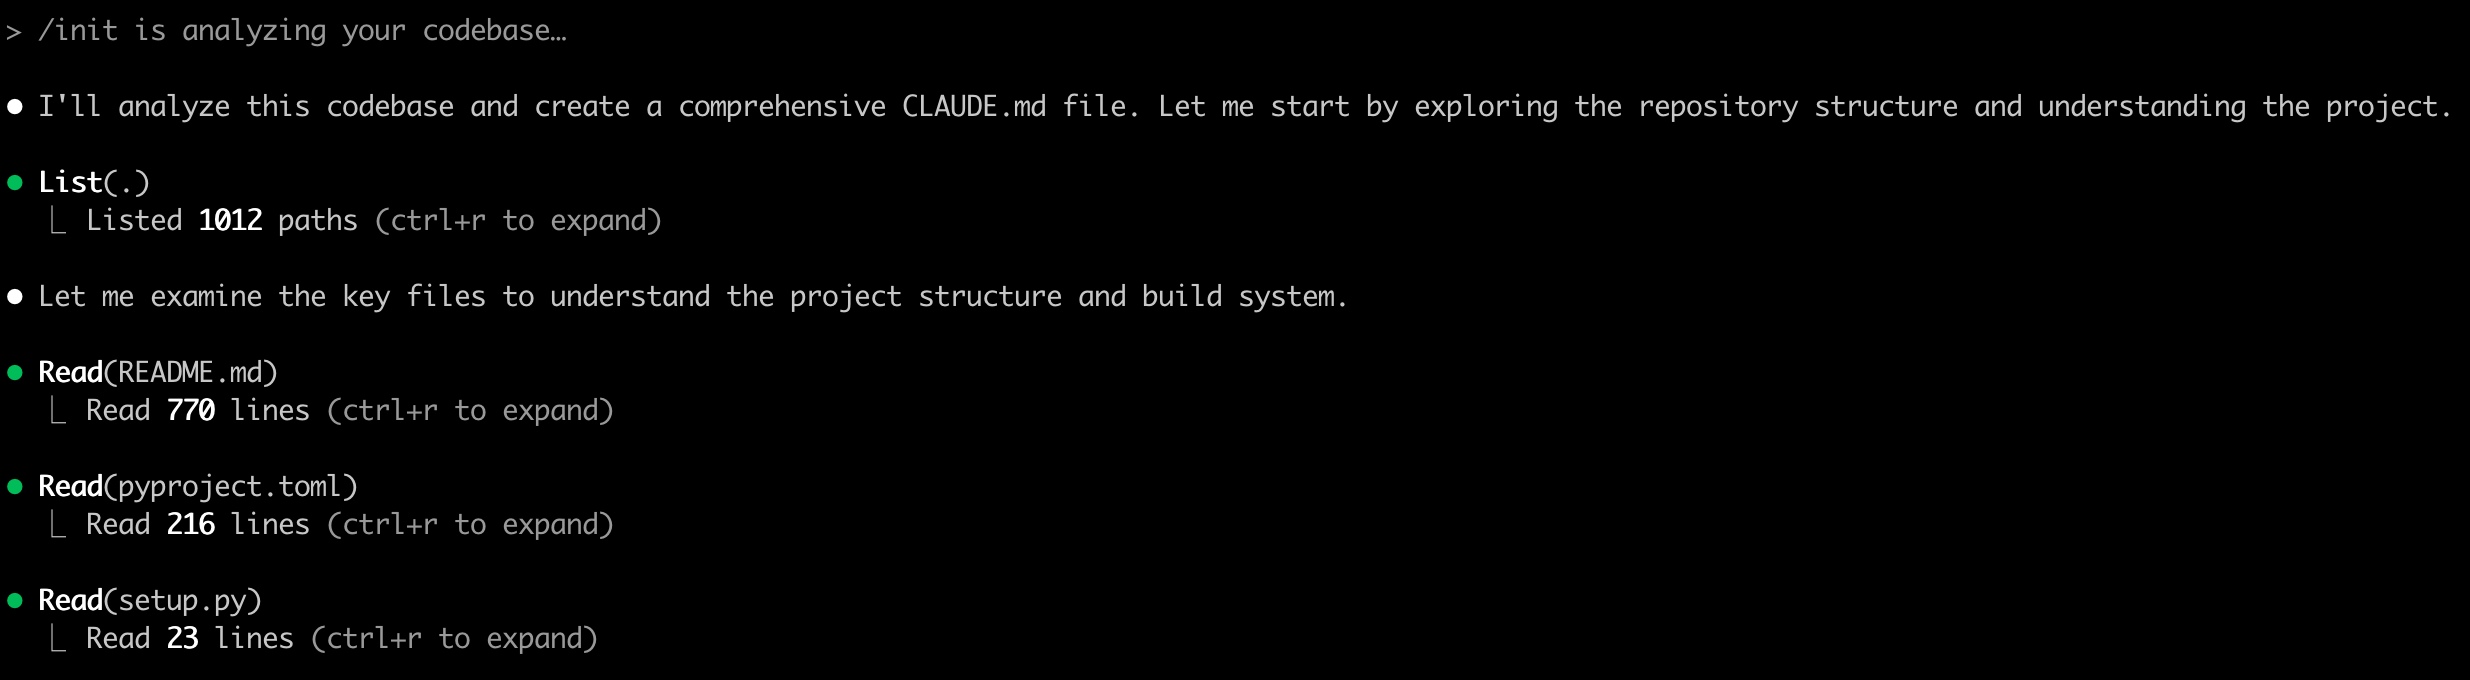 > /init is analyzing your codebase…
● I'll analyze this codebase and create a comprehensive CLAUDE.md file. Let me start by exploring the repository structure and understanding the project.
● List(.)
⎿ Listed 1012 paths (ctrl+r to expand)
● Let me examine the key files to understand the project structure and build system.
● Read(README.md)
⎿ Read 770 lines (ctrl+r to expand)
● Read(pyproject.toml)
⎿ Read 216 lines (ctrl+r to expand)
● Read(setup.py)
⎿ Read 23 lines (ctrl+r to expand)